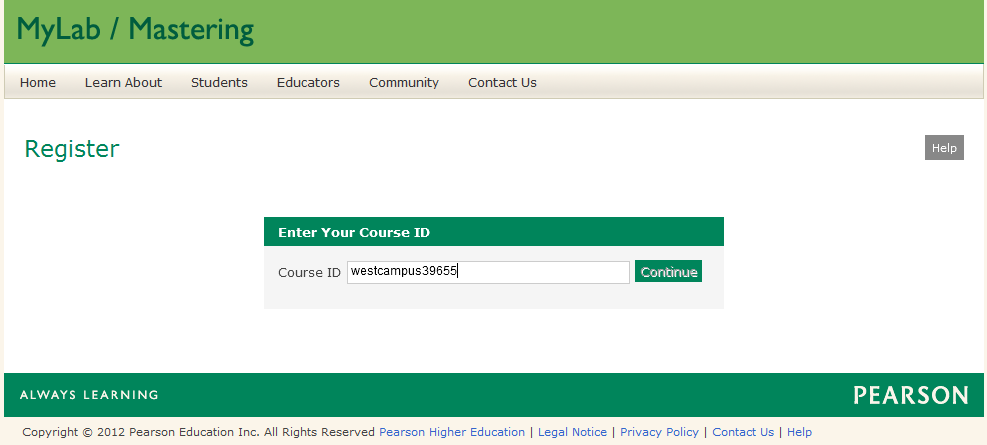 MyLab / Mastering
Home Learn About Students Educators Community Contact Us
Register
Help
Enter Your Course ID
Course ID westcampus39655 Continue
ALWAYS LEARNING PEARSON
Copyright © 2012 Pearson Education Inc. All Rights Reserved Pearson Higher Education | Legal Notice | Privacy Policy | Contact Us | Help